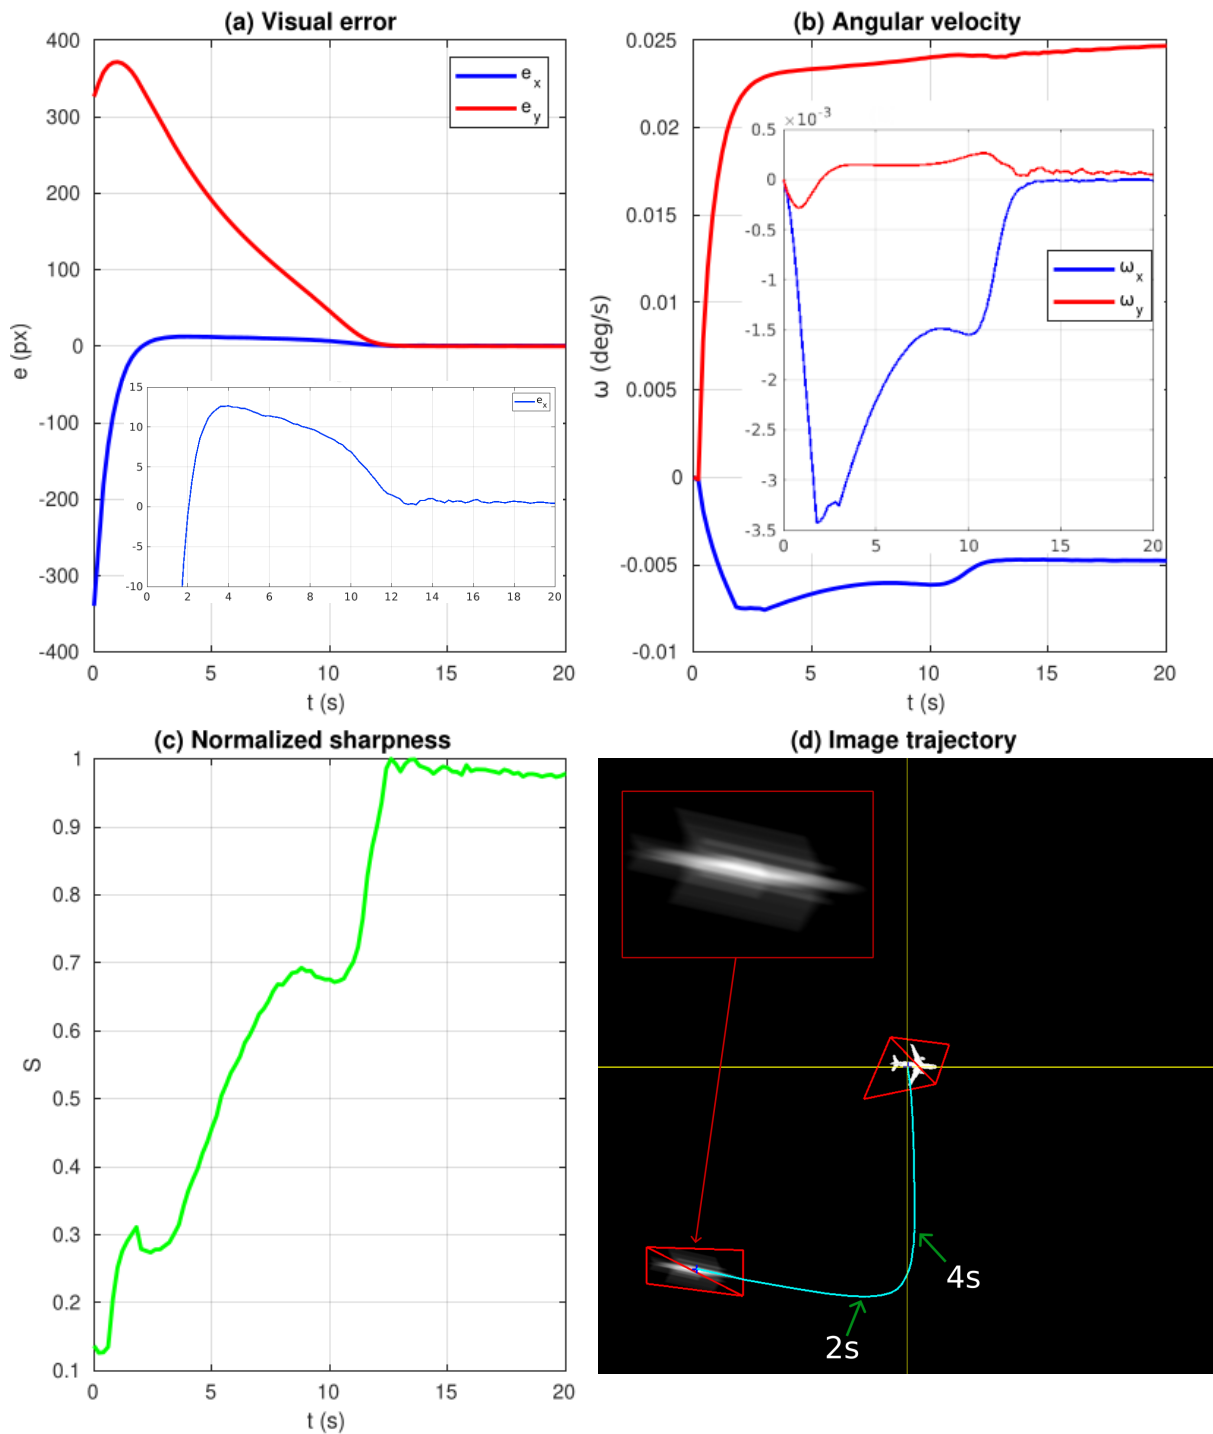 (a) Visual error
400
300
200
100
0
-100
-200
-300
-400
e (px)
e_x
e_y
15
10
5
0
-5
-10
0 2 4 6 8 10 12 14 16 18 20
e_x
0 5 10 15 20
t (s)
(b) Angular velocity
0.025
0.02
0.015
0.01
0.005
0
-0.005
-0.01
ω (deg/s)
×10^-3
0.5
0
-0.5
-1
-1.5
-2
-2.5
-3
-3.5
0 5 10 15 20
ω_x
ω_y
0 5 10 15 20
t (s)
(c) Normalized sharpness
1
0.9
0.8
0.7
0.6
0.5
0.4
0.3
0.2
0.1
S
0 5 10 15 20
t (s)
(d) Image trajectory
4s
2s